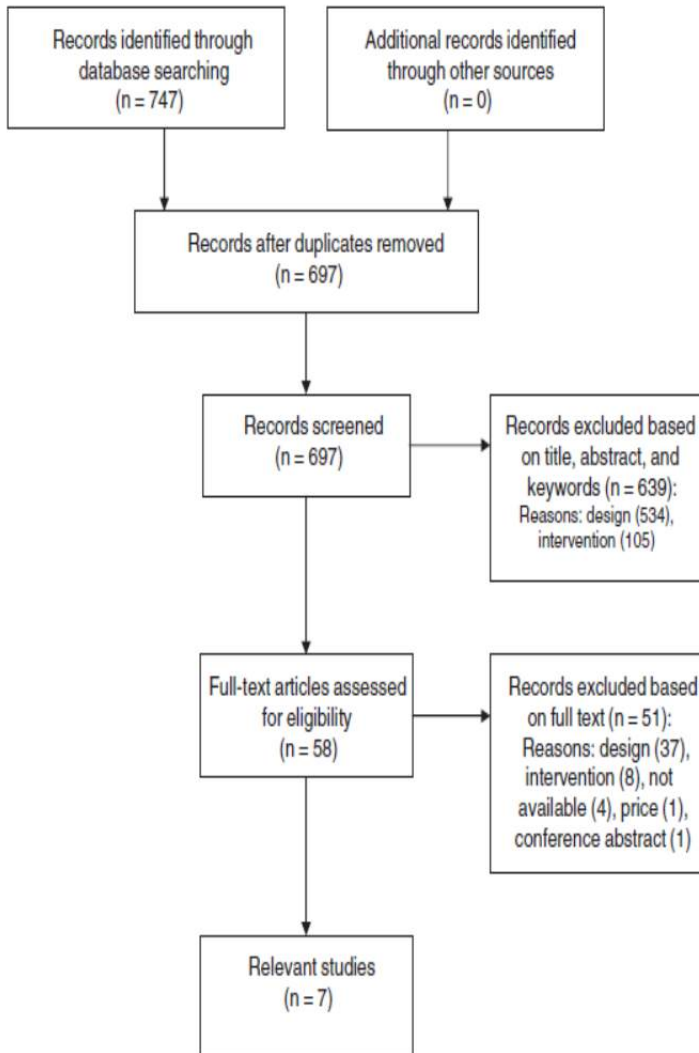 Records identified through
database searching
(n = 747)
Additional records identified
through other sources
(n = 0)
Records after duplicates removed
(n = 697)
Records screened
(n = 697)
Records excluded based
on title, abstract, and
keywords (n = 639):
Reasons: design (534),
intervention (105)
Full-text articles assessed
for eligibility
(n = 58)
Records excluded based
on full text (n = 51):
Reasons: design (37),
intervention (8), not
available (4), price (1),
conference abstract (1)
Relevant studies
(n = 7)